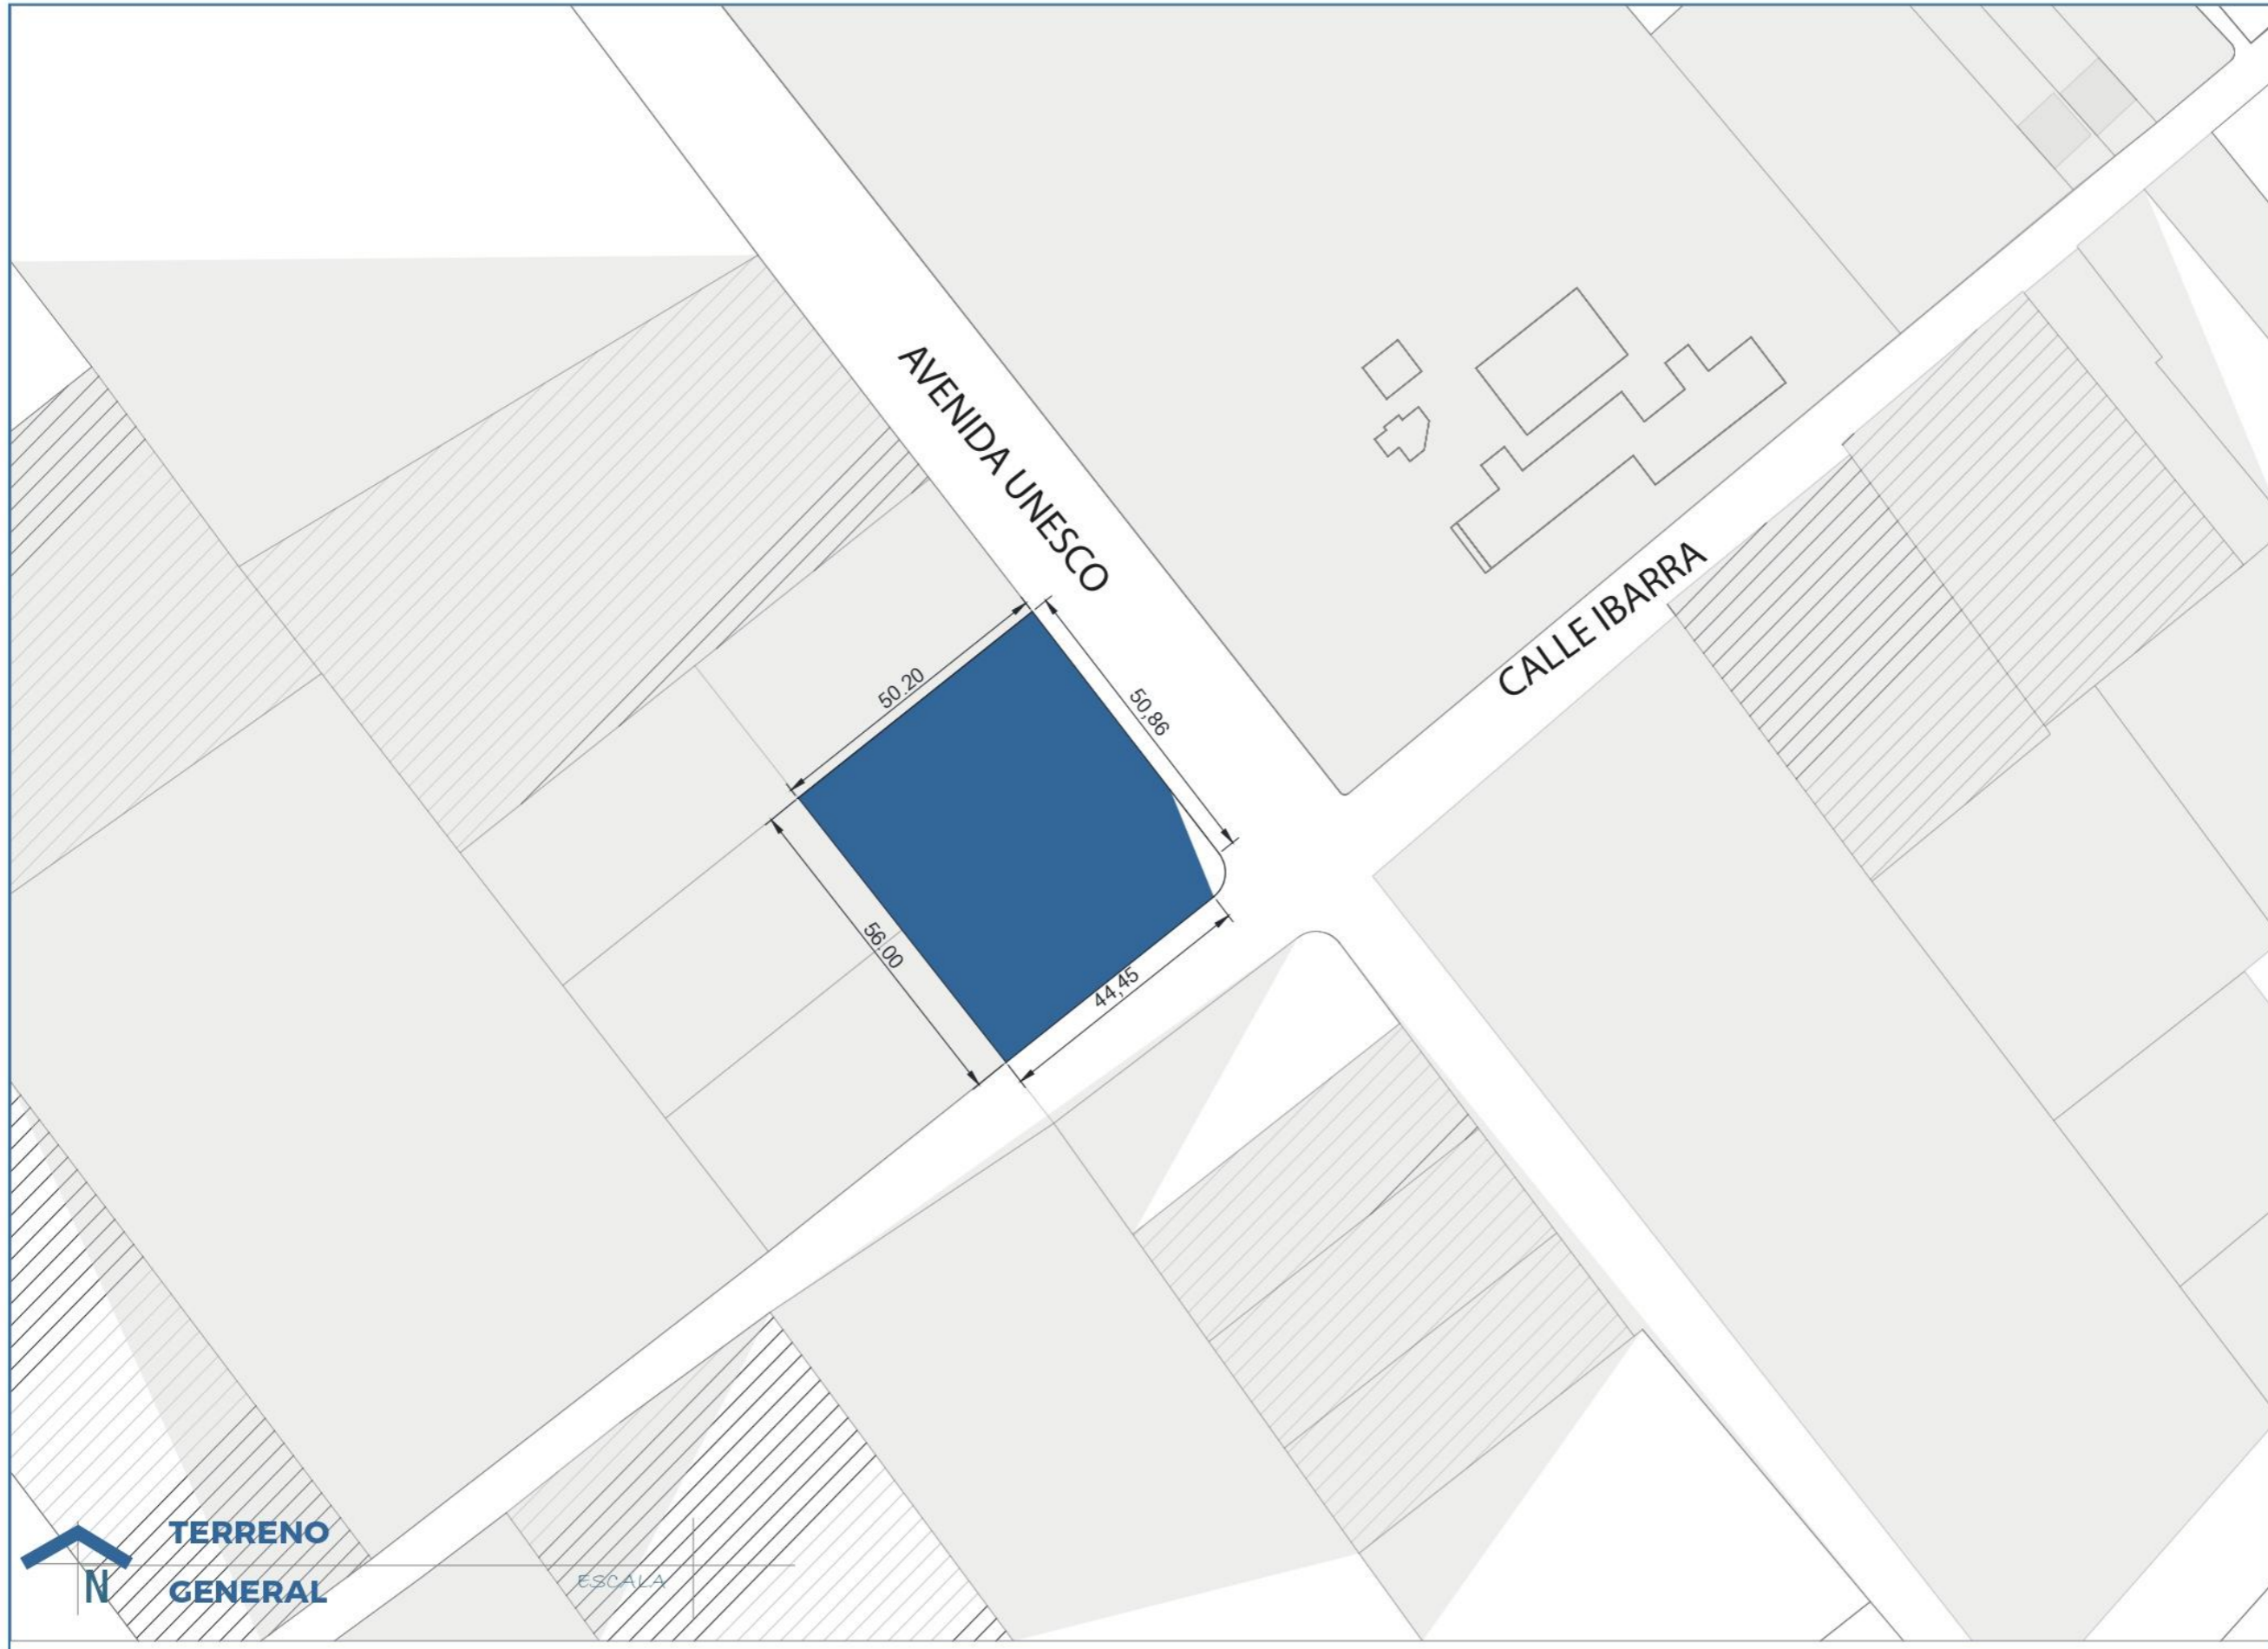 AVENIDA UNESCO
CALLE IBARRA
50.20
50,86
56.00
44,45
TERRENO
N
GENERAL
ESCALA